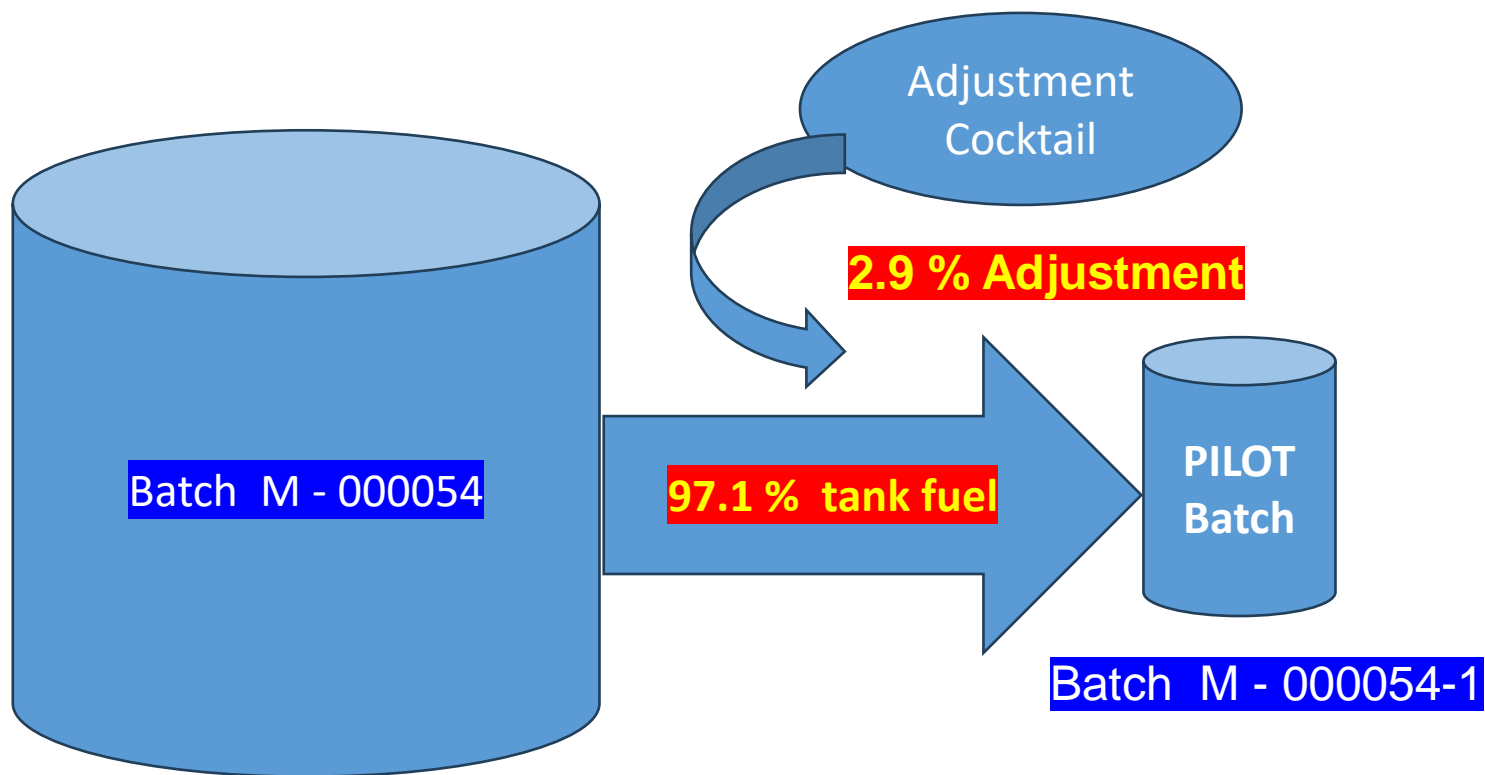 Adjustment
Cocktail
2.9 % Adjustment
Batch  M - 000054
97.1 %  tank fuel
PILOT
Batch
Batch  M - 000054-1